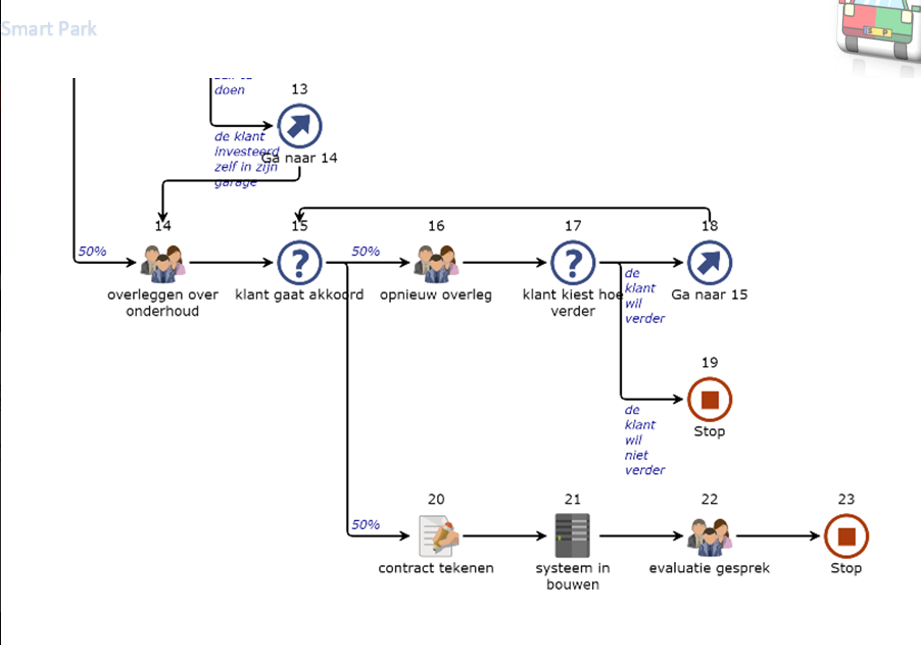 Smart Park
doen
13
de klant
investeerd
zelf in zijn
garage
Ga naar 14
14
15
16
17
18
50%
50%
overleggen over
onderhoud
klant gaat akkoord
opnieuw overleg
klant kiest hoe
verder
de
klant
wil
verder
Ga naar 15
19
de
klant
wil
niet
verder
Stop
20
21
22
23
50%
contract tekenen
systeem in
bouwen
evaluatie gesprek
Stop